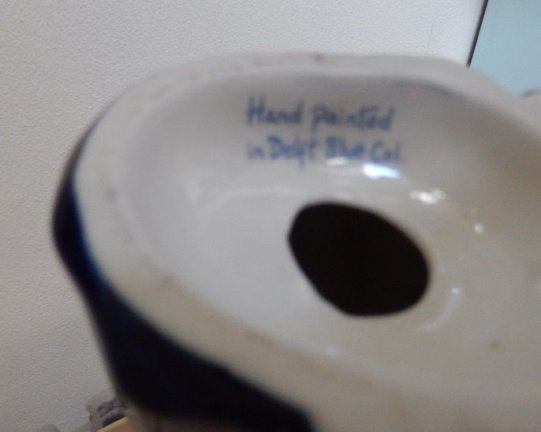 Hand painted
in Delft Blue Col.